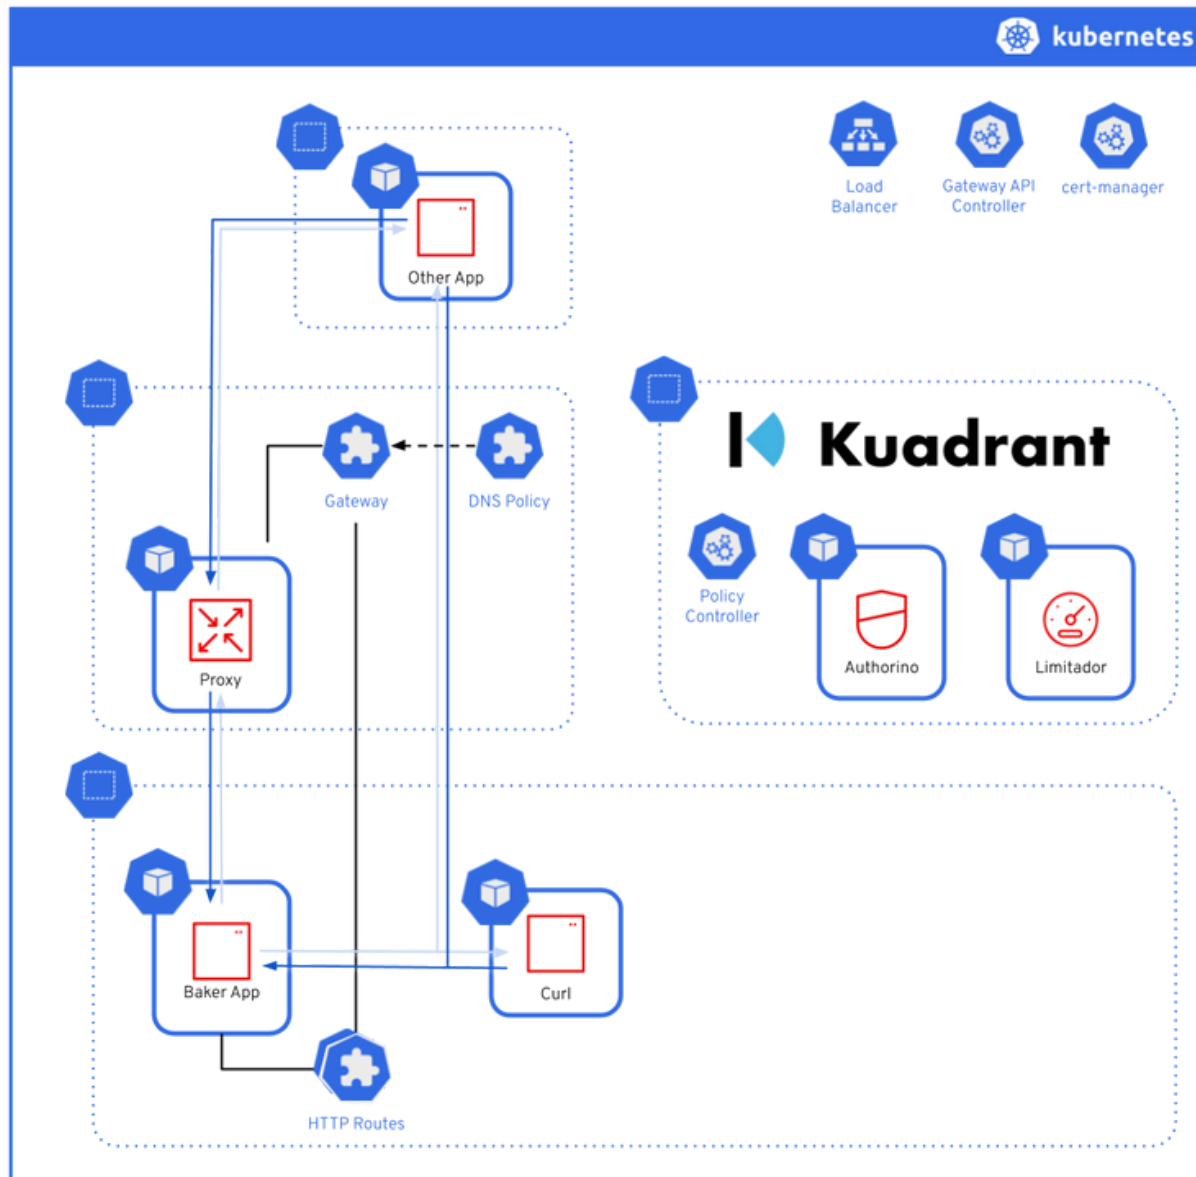 kubernetes
Load
Balancer
Gateway API
Controller
cert-manager
Other App
Gateway
DNS Policy
Kuadrant
Policy
Controller
Authorino
Limitador
Proxy
Baker App
Curl
HTTP Routes